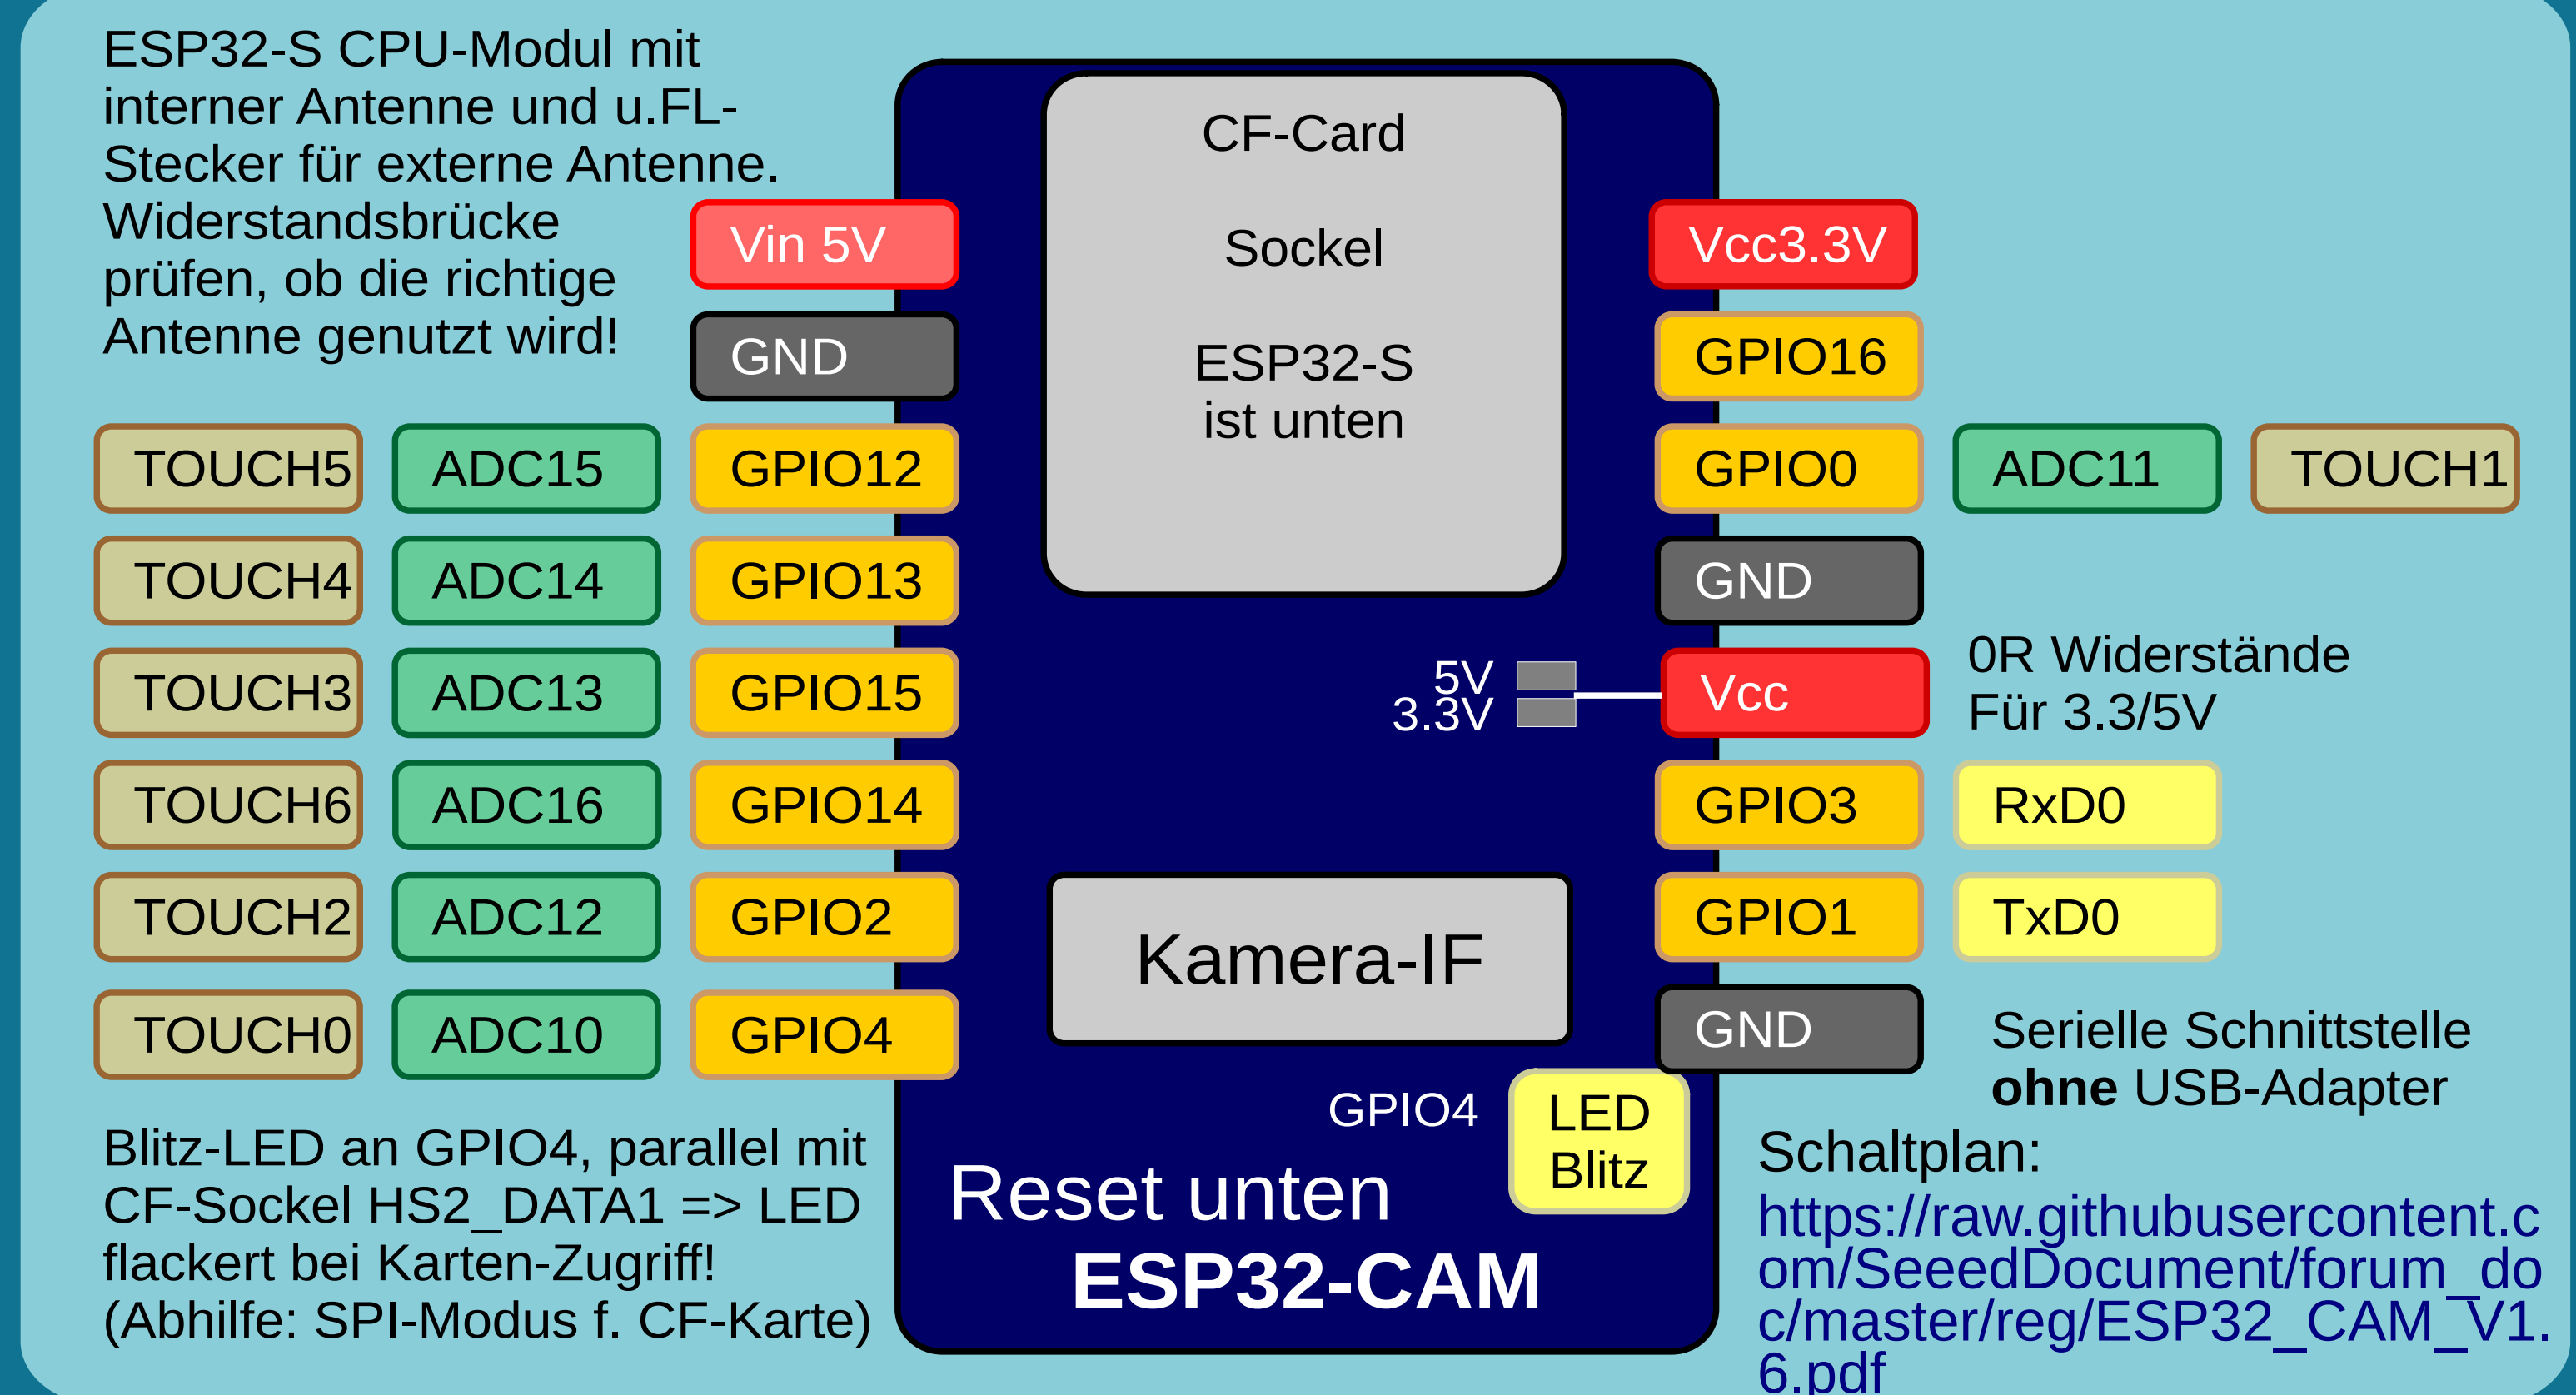 ESP32-S CPU-Modul mit
interner Antenne und u.FL-
Stecker für externe Antenne.
Widerstandsbrücke
prüfen, ob die richtige
Antenne genutzt wird!
CF-Card
Sockel
ESP32-S
ist unten
Vin 5V
GND
TOUCH5 ADC15 GPIO12
TOUCH4 ADC14 GPIO13
TOUCH3 ADC13 GPIO15
TOUCH6 ADC16 GPIO14
TOUCH2 ADC12 GPIO2
TOUCH0 ADC10 GPIO4
Vcc3.3V
GPIO16
GPIO0 ADC11 TOUCH1
GND
5V
3.3V
Vcc
0R Widerstände
Für 3.3/5V
GPIO3 RxD0
GPIO1 TxD0
GND
Serielle Schnittstelle
ohne USB-Adapter
Kamera-IF
GPIO4
LED
Blitz
Reset unten
ESP32-CAM
Blitz-LED an GPIO4, parallel mit
CF-Sockel HS2_DATA1 => LED
flackert bei Karten-Zugriff!
(Abhilfe: SPI-Modus f. CF-Karte)
Schaltplan:
https://raw.githubusercontent.c
om/SeeedDocument/forum_do
c/master/reg/ESP32_CAM_V1.
6.pdf